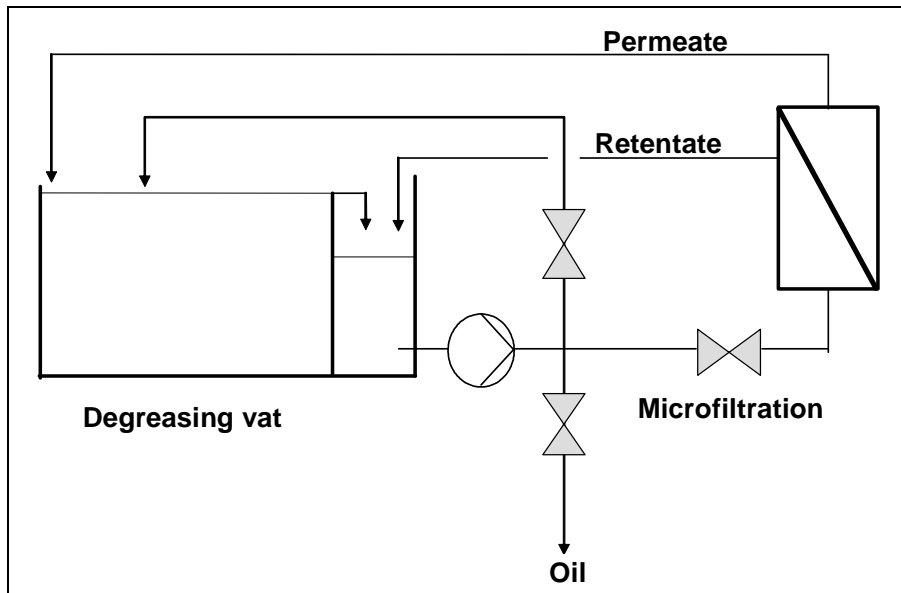 Permeate
Retentate
Degreasing vat
Microfiltration
Oil